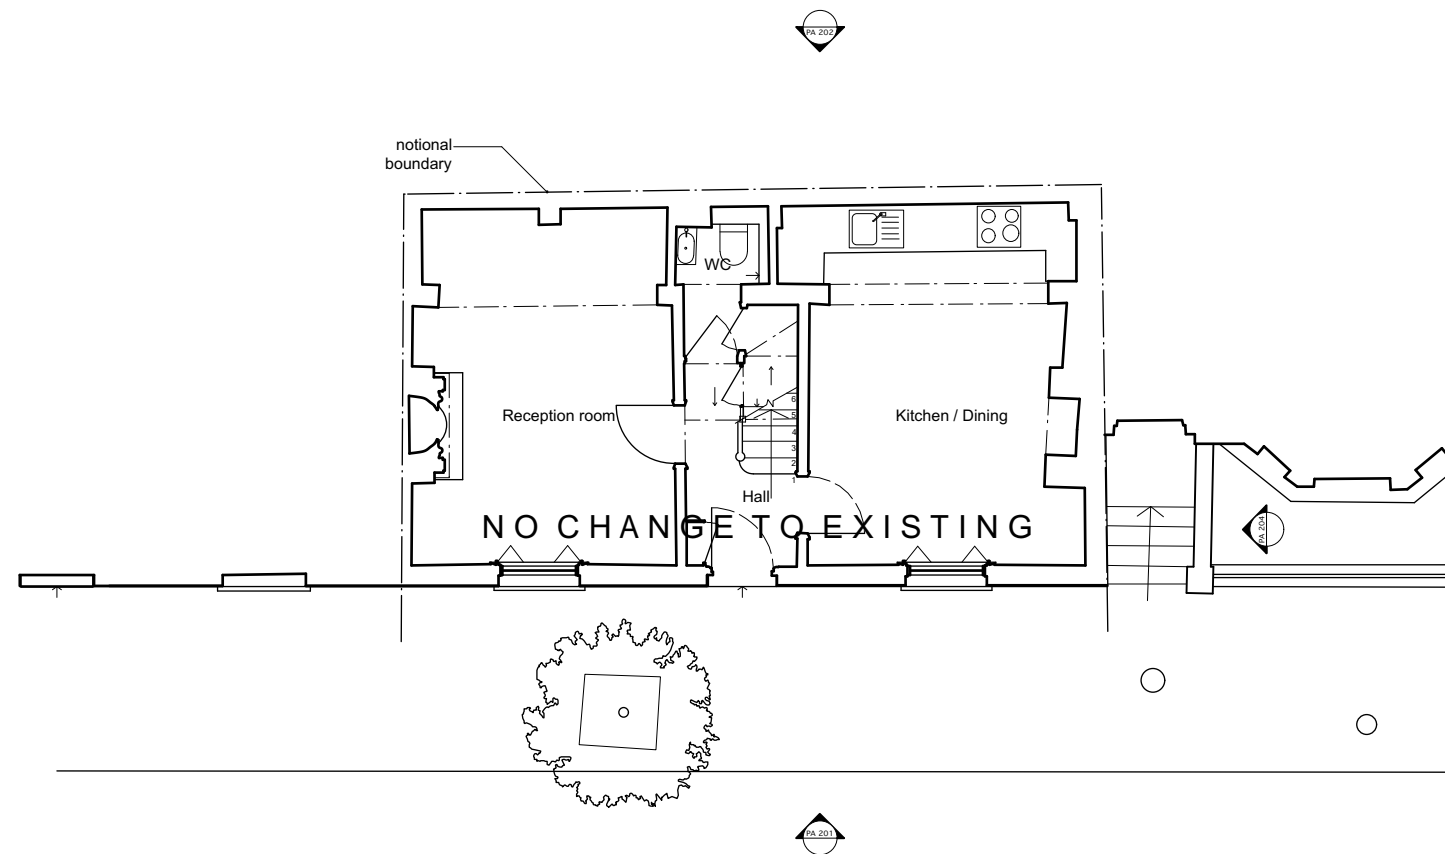 PA 202
notional
boundary
WC
6
5
4
3
2
1
Reception room
Kitchen / Dining
Hall
NO CHANGE TO EXISTING
PA 204
PA 201